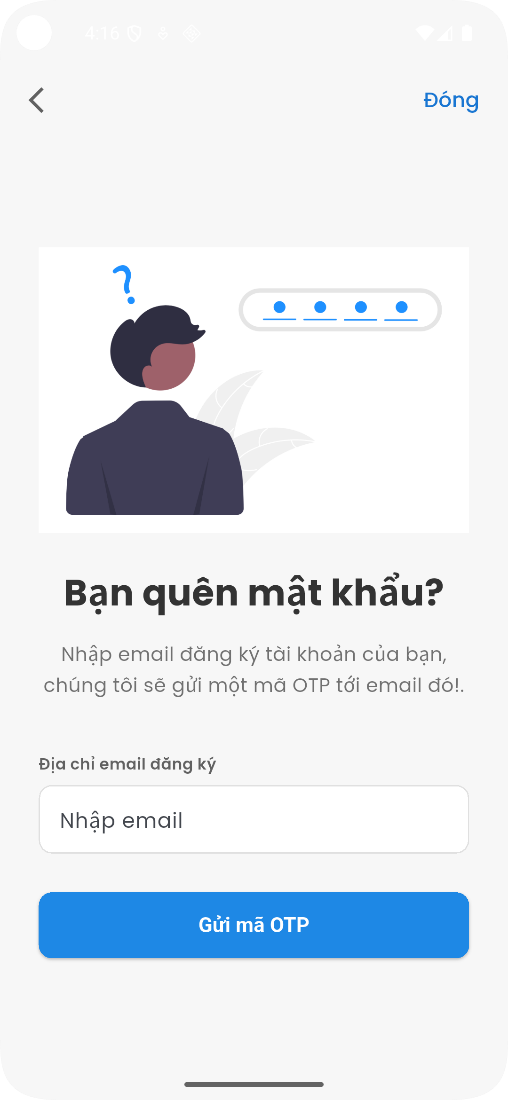 4:16
Đóng
?
Bạn quên mật khẩu?
Nhập email đăng ký tài khoản của bạn,
chúng tôi sẽ gửi một mã OTP tới email đó!.
Địa chỉ email đăng ký
Nhập email
Gửi mã OTP